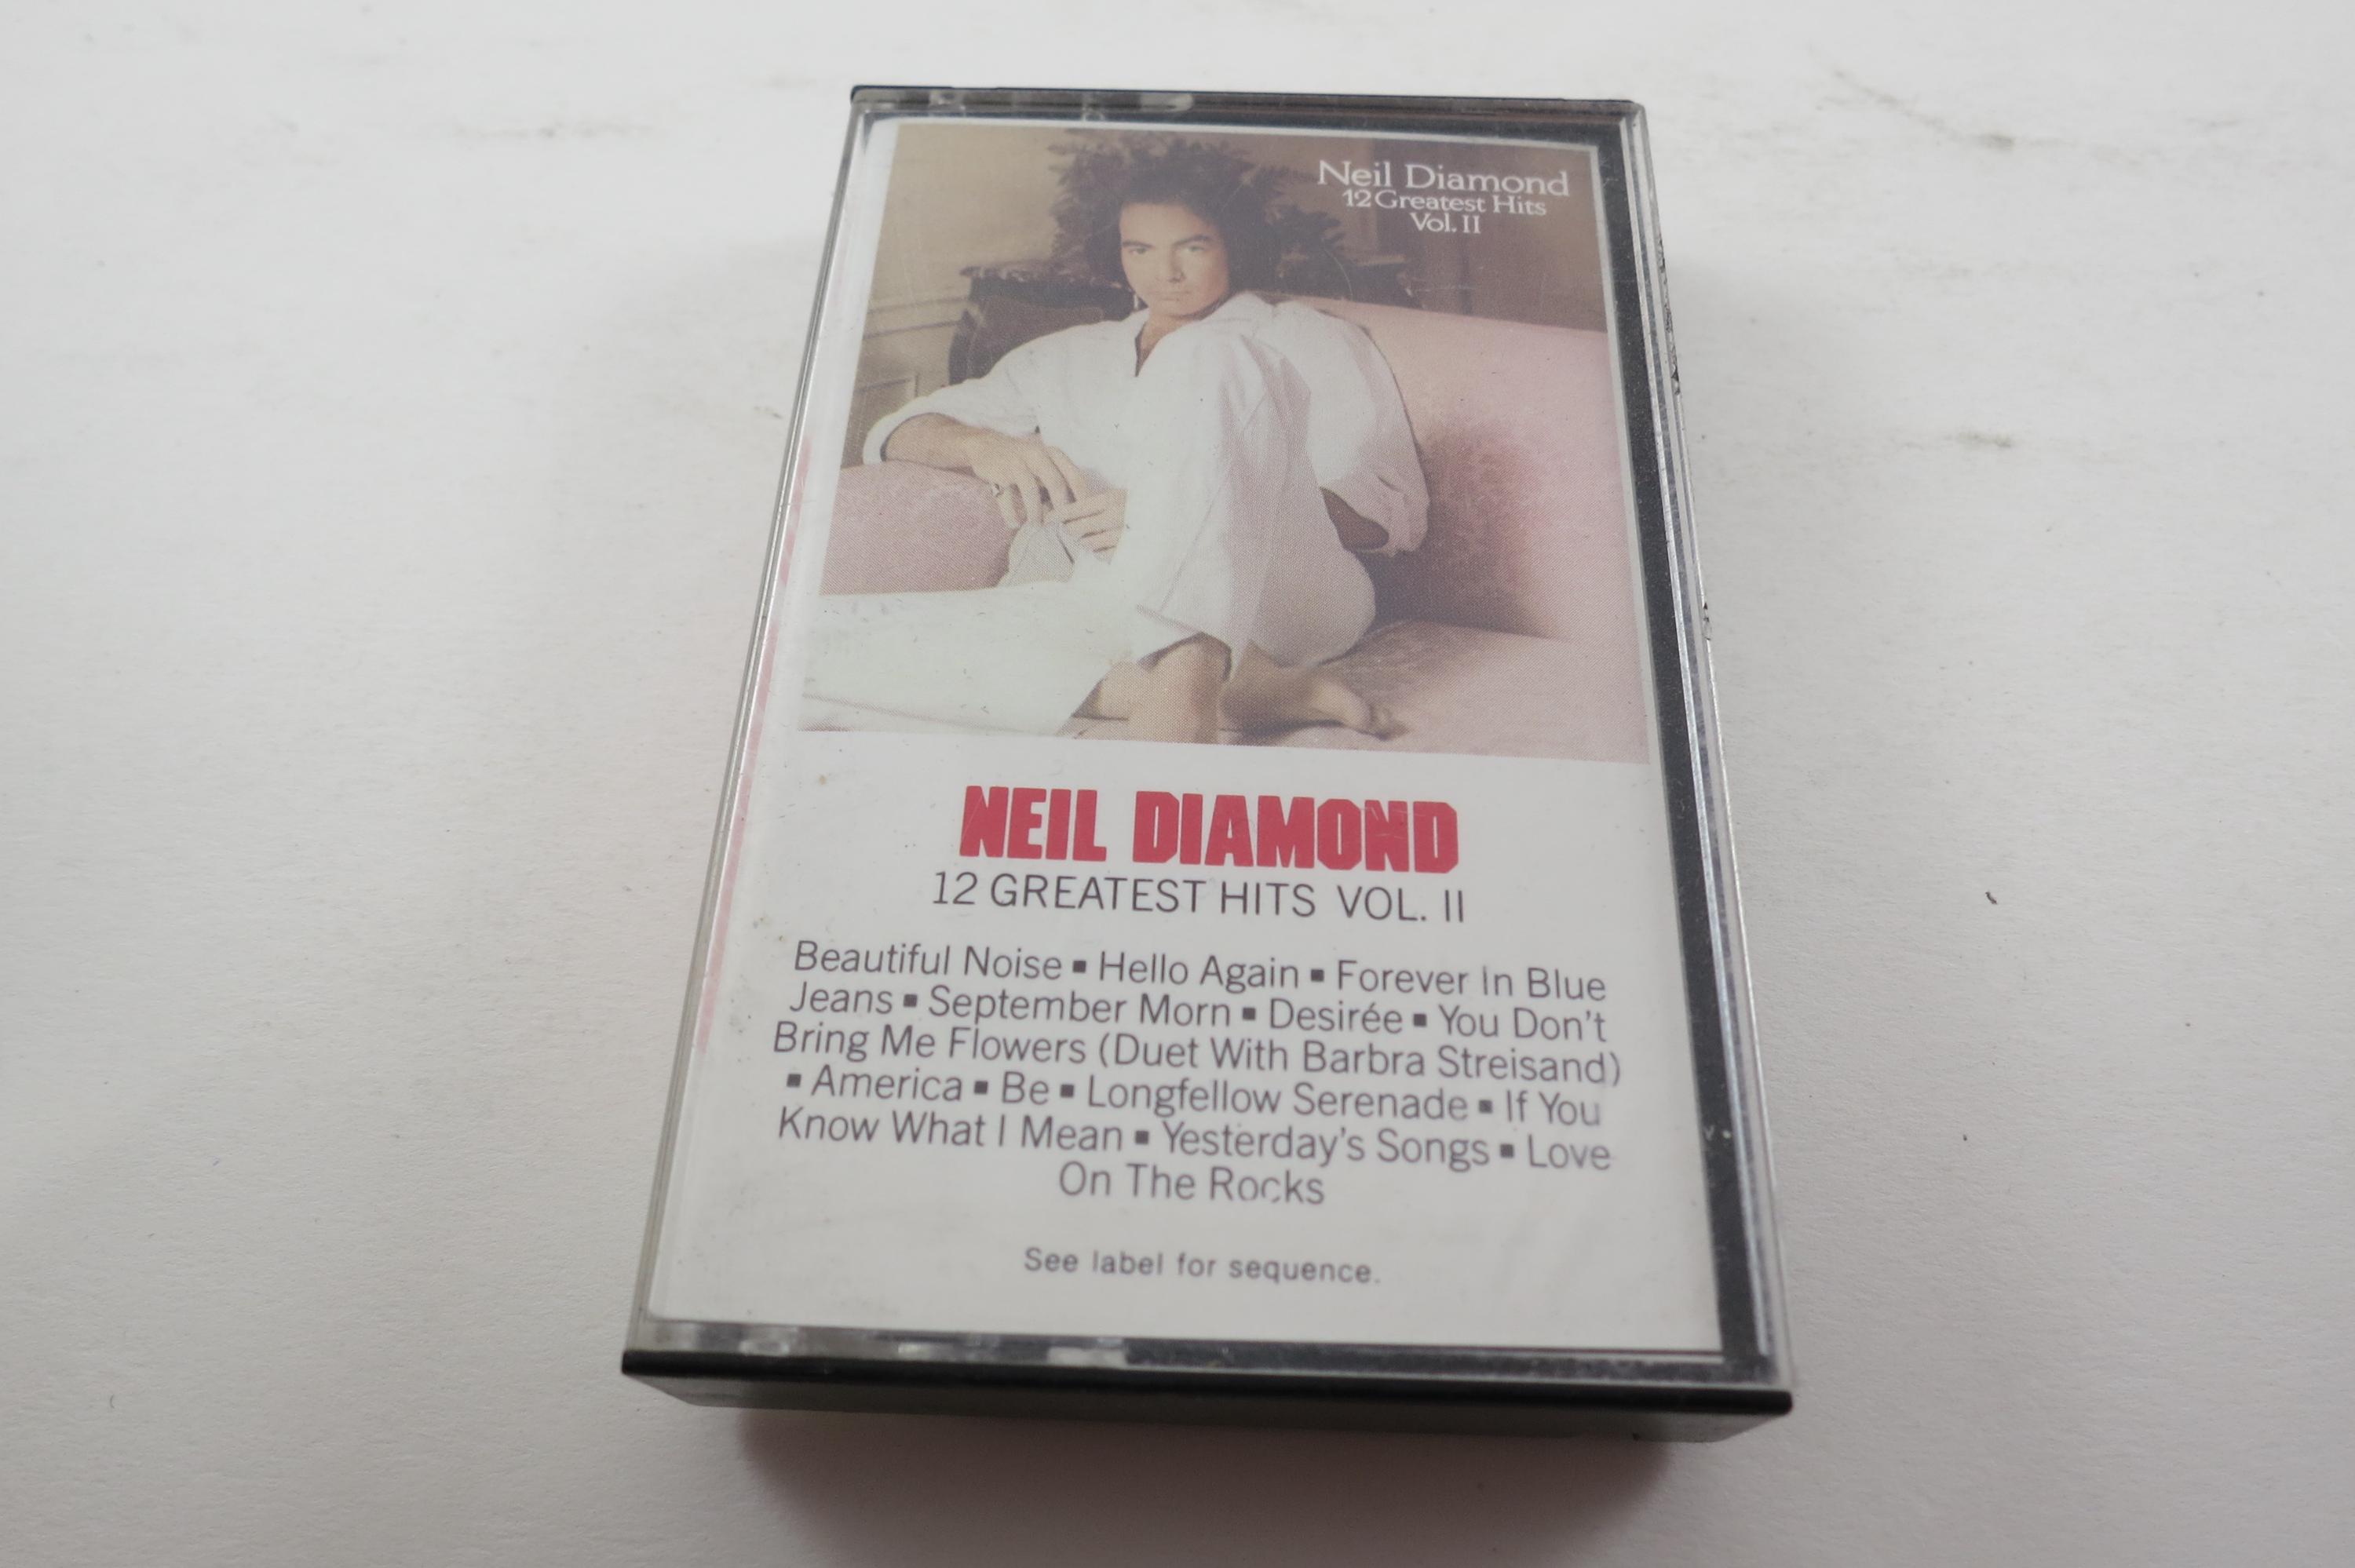 Neil Diamond
12 Greatest Hits
Vol. II
NEIL DIAMOND
12 GREATEST HITS VOL. II
Beautiful Noise ▪ Hello Again ▪ Forever In Blue
Jeans ▪ September Morn ▪ Desirée ▪ You Don't
Bring Me Flowers (Duet With Barbra Streisand)
▪ America ▪ Be ▪ Longfellow Serenade ▪ If You
Know What I Mean ▪ Yesterday's Songs ▪ Love
On The Rocks
See label for sequence.